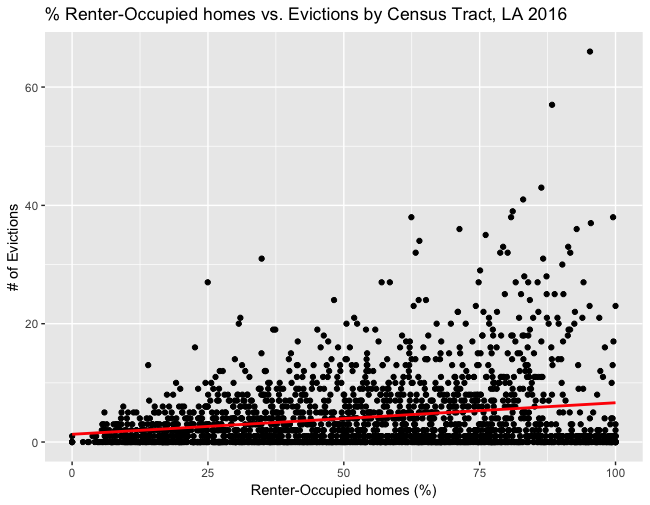 % Renter-Occupied homes vs. Evictions by Census Tract, LA 2016
# of Evictions
60
40
20
0
0 25 50 75 100
Renter-Occupied homes (%)